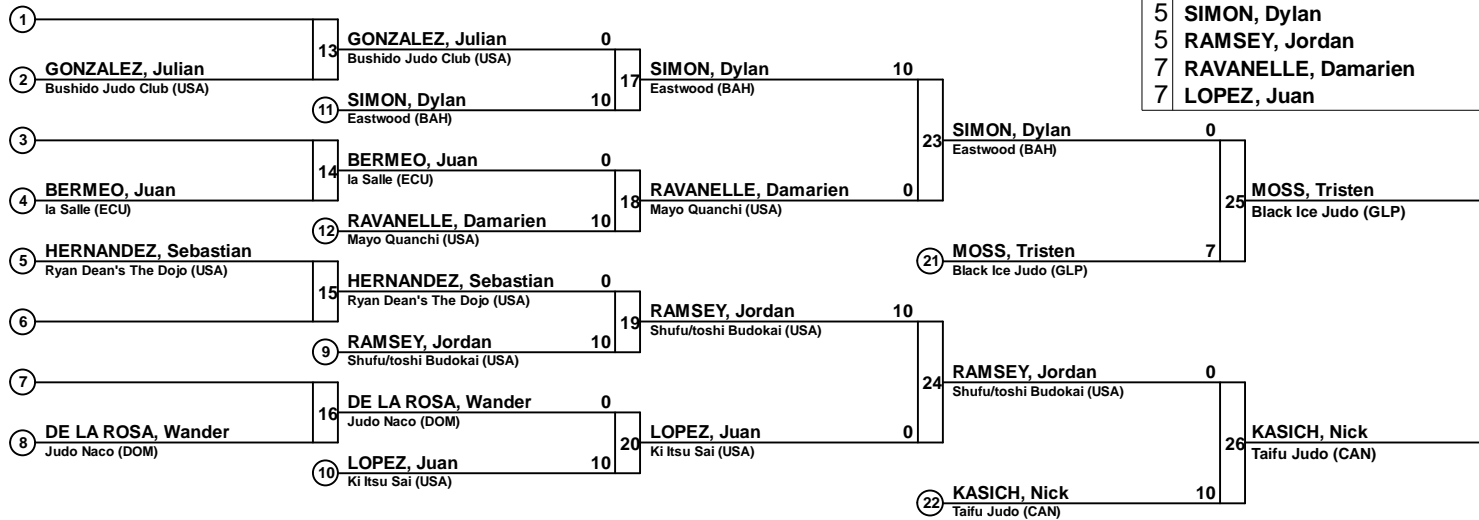 1
13 GONZALEZ, Julian 0
Bushido Judo Club (USA)
2 GONZALEZ, Julian
Bushido Judo Club (USA)
17 SIMON, Dylan 10
Eastwood (BAH)
11 SIMON, Dylan 10
Eastwood (BAH)
3
14 BERMEO, Juan 0
la Salle (ECU)
4 BERMEO, Juan
la Salle (ECU)
18 RAVANELLE, Damarien 0
Mayo Quanchi (USA)
12 RAVANELLE, Damarien 10
Mayo Quanchi (USA)
23 SIMON, Dylan 0
Eastwood (BAH)
5 HERNANDEZ, Sebastian
Ryan Dean's The Dojo (USA)
15 HERNANDEZ, Sebastian 0
Ryan Dean's The Dojo (USA)
6
19 RAMSEY, Jordan 10
Shufu/toshi Budokai (USA)
9 RAMSEY, Jordan 10
Shufu/toshi Budokai (USA)
7
16 DE LA ROSA, Wander 0
Judo Naco (DOM)
8 DE LA ROSA, Wander
Judo Naco (DOM)
20 LOPEZ, Juan 0
Ki Itsu Sai (USA)
10 LOPEZ, Juan 10
Ki Itsu Sai (USA)
24 RAMSEY, Jordan 0
Shufu/toshi Budokai (USA)
21 MOSS, Tristen 7
Black Ice Judo (GLP)
25 MOSS, Tristen
Black Ice Judo (GLP)
22 KASICH, Nick 10
Taifu Judo (CAN)
26 KASICH, Nick
Taifu Judo (CAN)
5 SIMON, Dylan
5 RAMSEY, Jordan
7 RAVANELLE, Damarien
7 LOPEZ, Juan